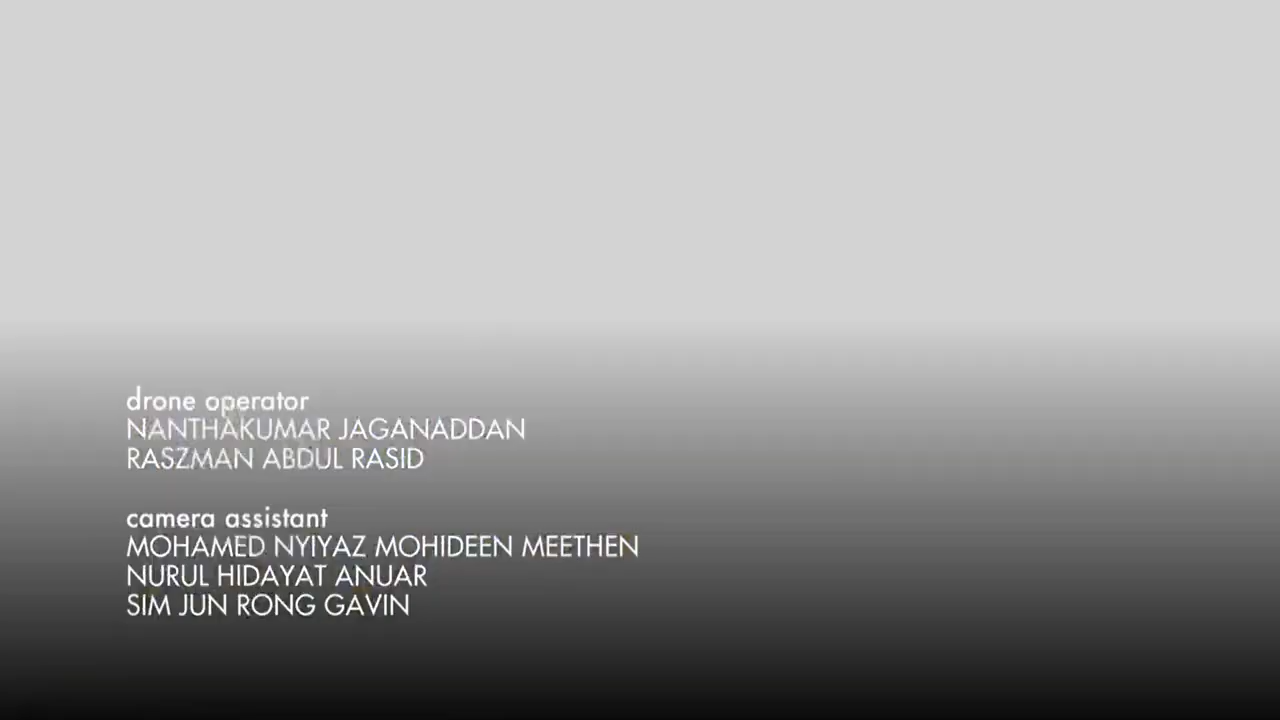 drone operator
NANTHAKUMAR JAGANADDAN
RASZMAN ABDUL RASID
camera assistant
MOHAMED NYIYAZ MOHIDEEN MEETHEN
NURUL HIDAYAT ANUAR
SIM JUN RONG GAVIN